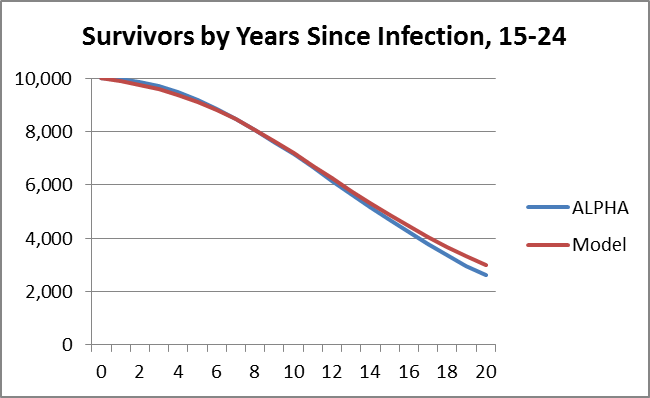 Survivors by Years Since Infection, 15-24
10,000
8,000
6,000
4,000
2,000
0
0 2 4 6 8 10 12 14 16 18 20
ALPHA
Model